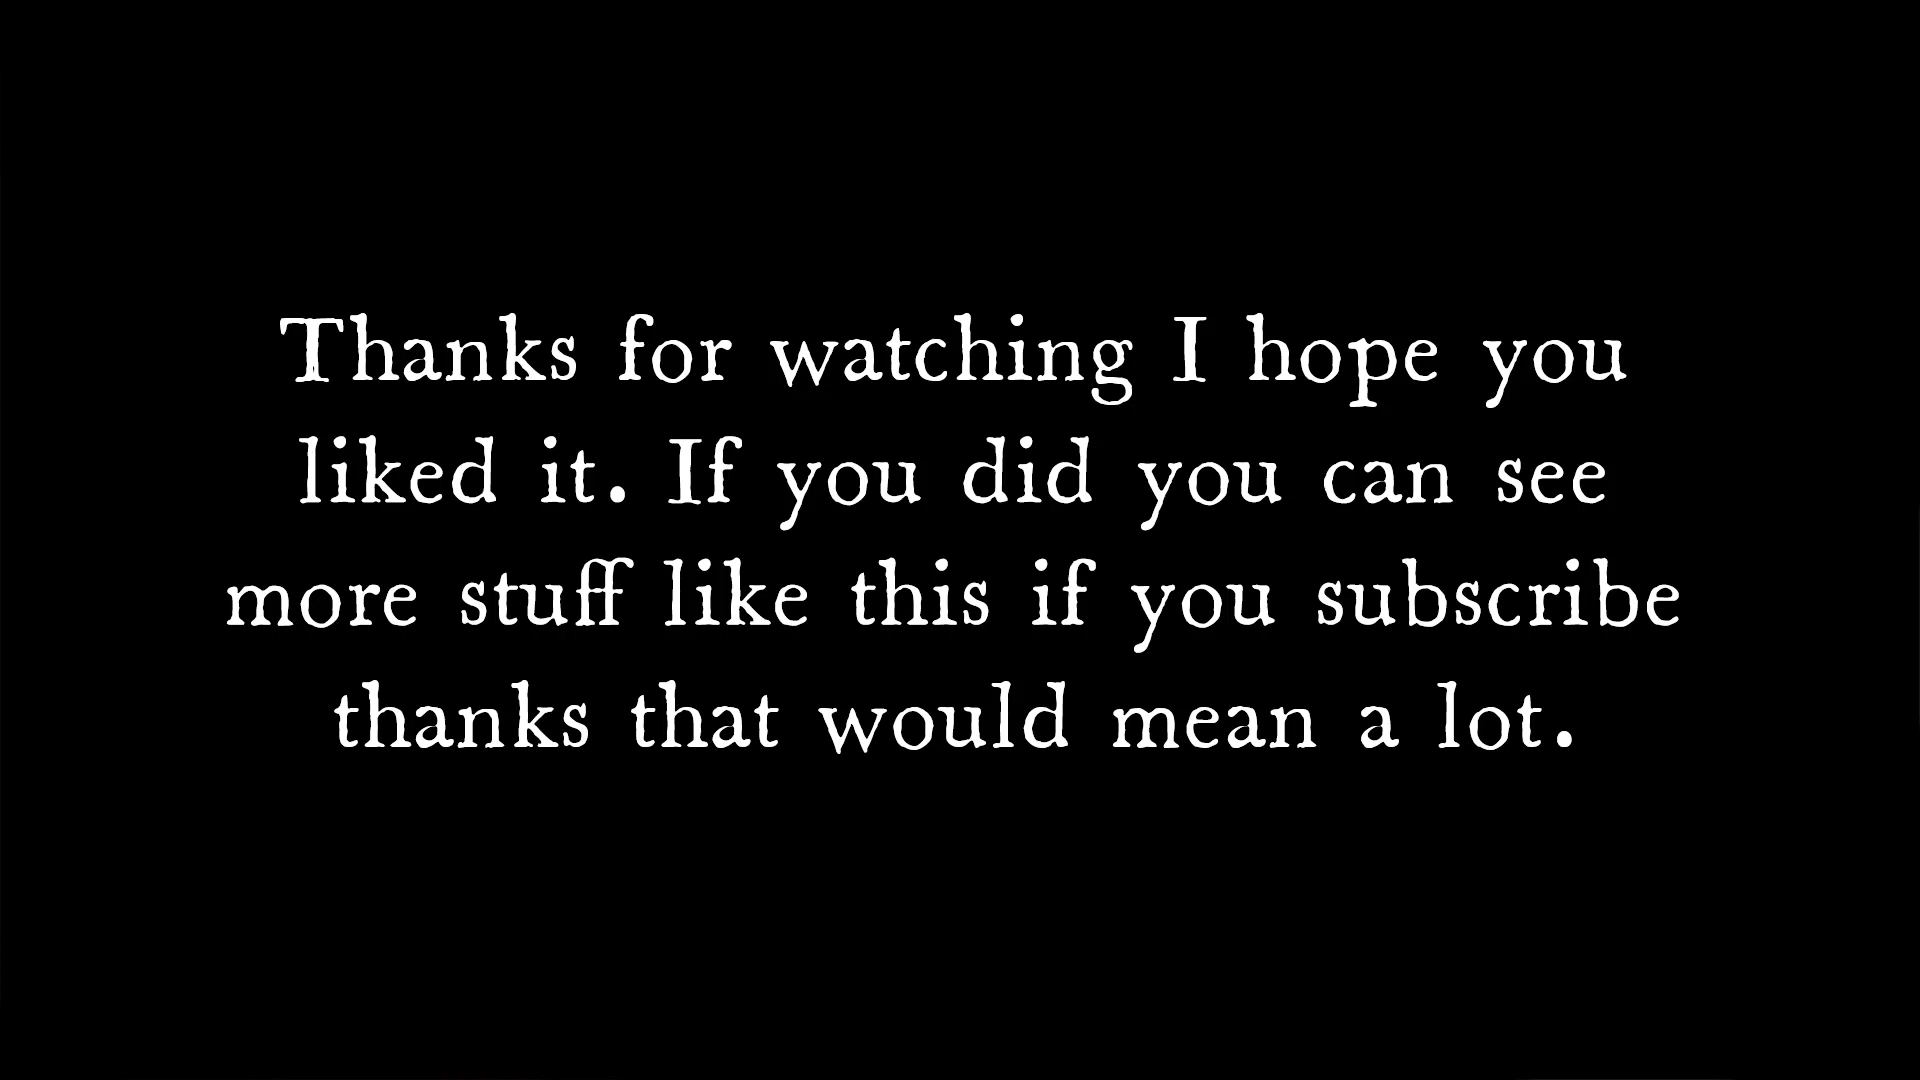 Thanks for watching I hope you
liked it. If you did you can see
more stuff like this if you subscribe
thanks that would mean a lot.